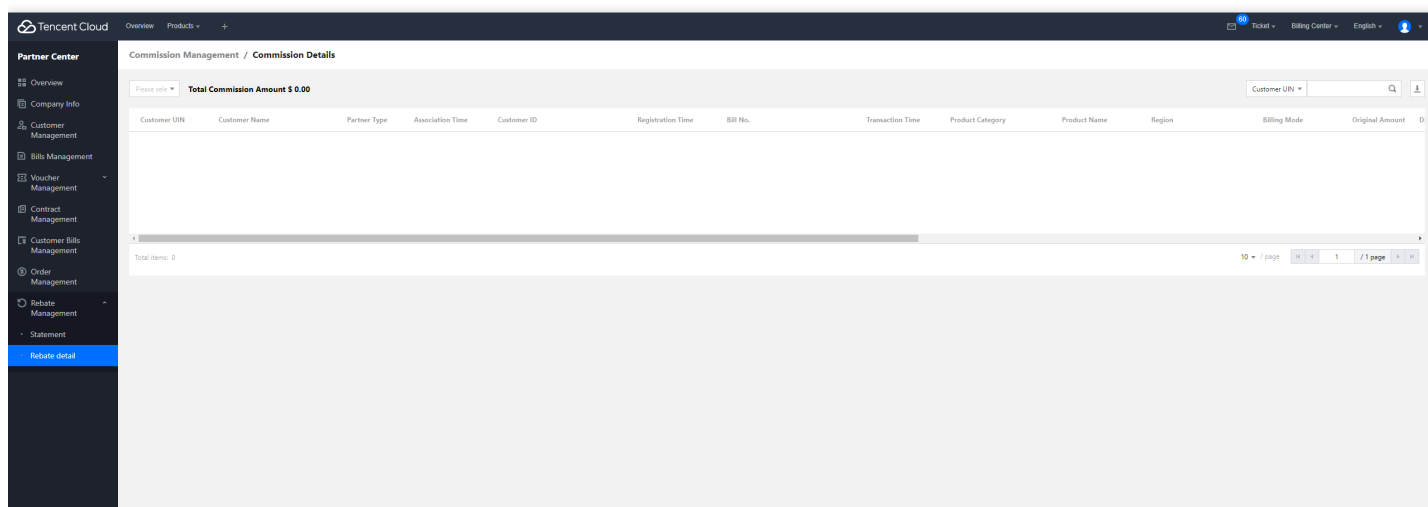 Tencent Cloud Overview Products + 60 Ticket Billing Center English
Partner Center
Commission Management / Commission Details
Overview
Company Info
Customer
Management
Bills Management
Voucher
Management
Contract
Management
Customer Bills
Management
Order
Management
Rebate
Management
Statement
Rebate detail
Please sele Total Commission Amount $ 0.00 Customer UIN
Customer UIN Customer Name Partner Type Association Time Customer ID Registration Time Bill No. Transaction Time Product Category Product Name Region Billing Mode Original Amount D
Total items: 0 10 / page 1 / 1 page